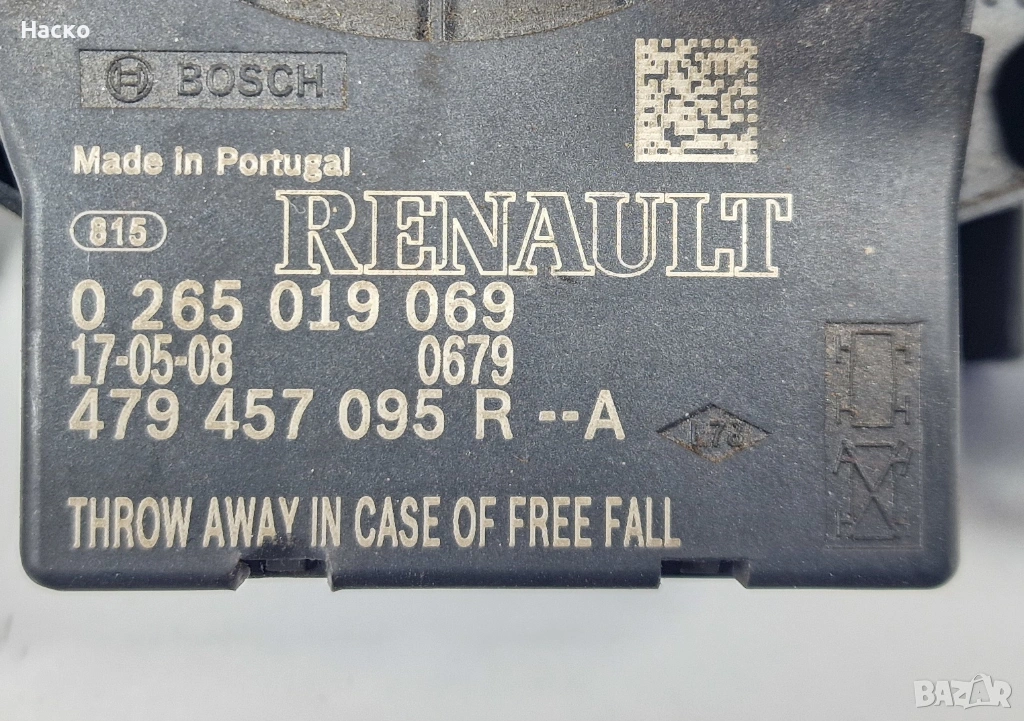 Наско
BOSCH
Made in Portugal
815
RENAULT
0 265 019 069
17-05-08 0679
479 457 095 R --A
THROW AWAY IN CASE OF FREE FALL
BAZAR